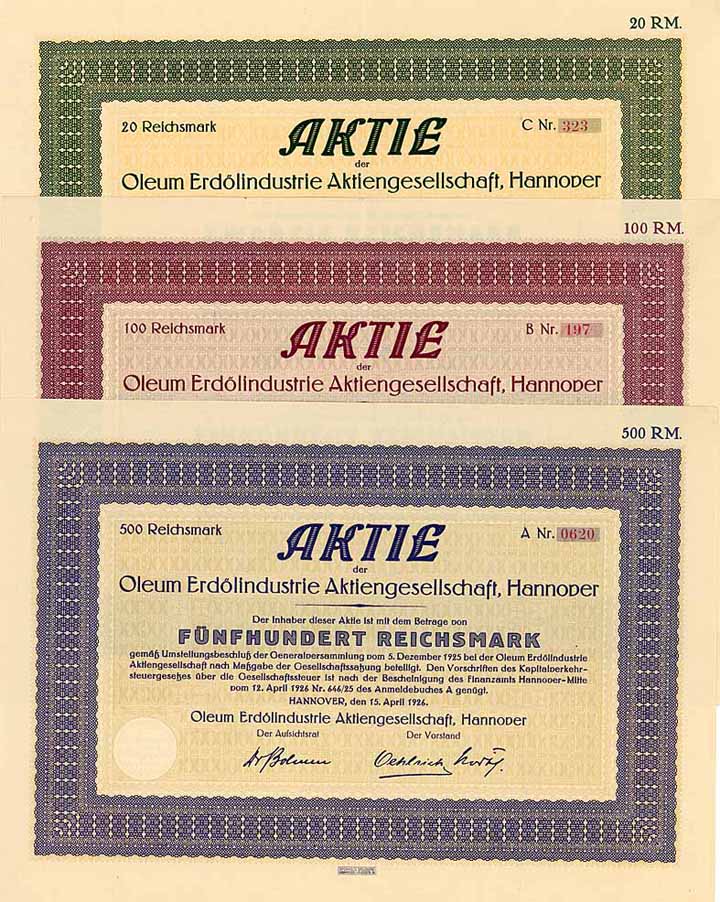 20 RM.
20 Reichsmark AKTIE C Nr. 323
der
Oleum Erdölindustrie Aktiengesellschaft, Hannover
100 RM.
100 Reichsmark AKTIE B Nr. 197
der
Oleum Erdölindustrie Aktiengesellschaft, Hannover
500 RM.
500 Reichsmark AKTIE A Nr. 0620
der
Oleum Erdölindustrie Aktiengesellschaft, Hannover
Der Inhaber dieser Aktie ist mit dem Betrage von
FÜNFHUNDERT REICHSMARK
gemäß Umstellungsbeschluß der Generalversammlung vom 5. Dezember 1925 bei der Oleum Erdölindustrie
Aktiengesellschaft nach Maßgabe der Gesellschaftssatzung beteiligt. Den Vorschriften des Kapitalverkehr-
steuergesetzes über die Gesellschaftssteuer ist nach der Bescheinigung des Finanzamts Hannover-Mitte
vom 12. April 1926 Nr. 646/25 des Anmeldebuches A genügt.
HANNOVER, den 15. April 1926.
Oleum Erdölindustrie Aktiengesellschaft, Hannover
Der Aufsichtsrat Der Vorstand